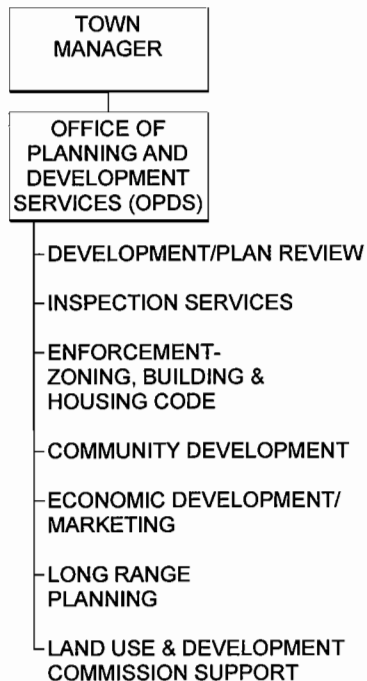 TOWN
MANAGER
OFFICE OF
PLANNING AND
DEVELOPMENT
SERVICES (OPDS)
DEVELOPMENT/PLAN REVIEW
INSPECTION SERVICES
ENFORCEMENT-
ZONING, BUILDING &
HOUSING CODE
COMMUNITY DEVELOPMENT
ECONOMIC DEVELOPMENT/
MARKETING
LONG RANGE
PLANNING
LAND USE & DEVELOPMENT
COMMISSION SUPPORT